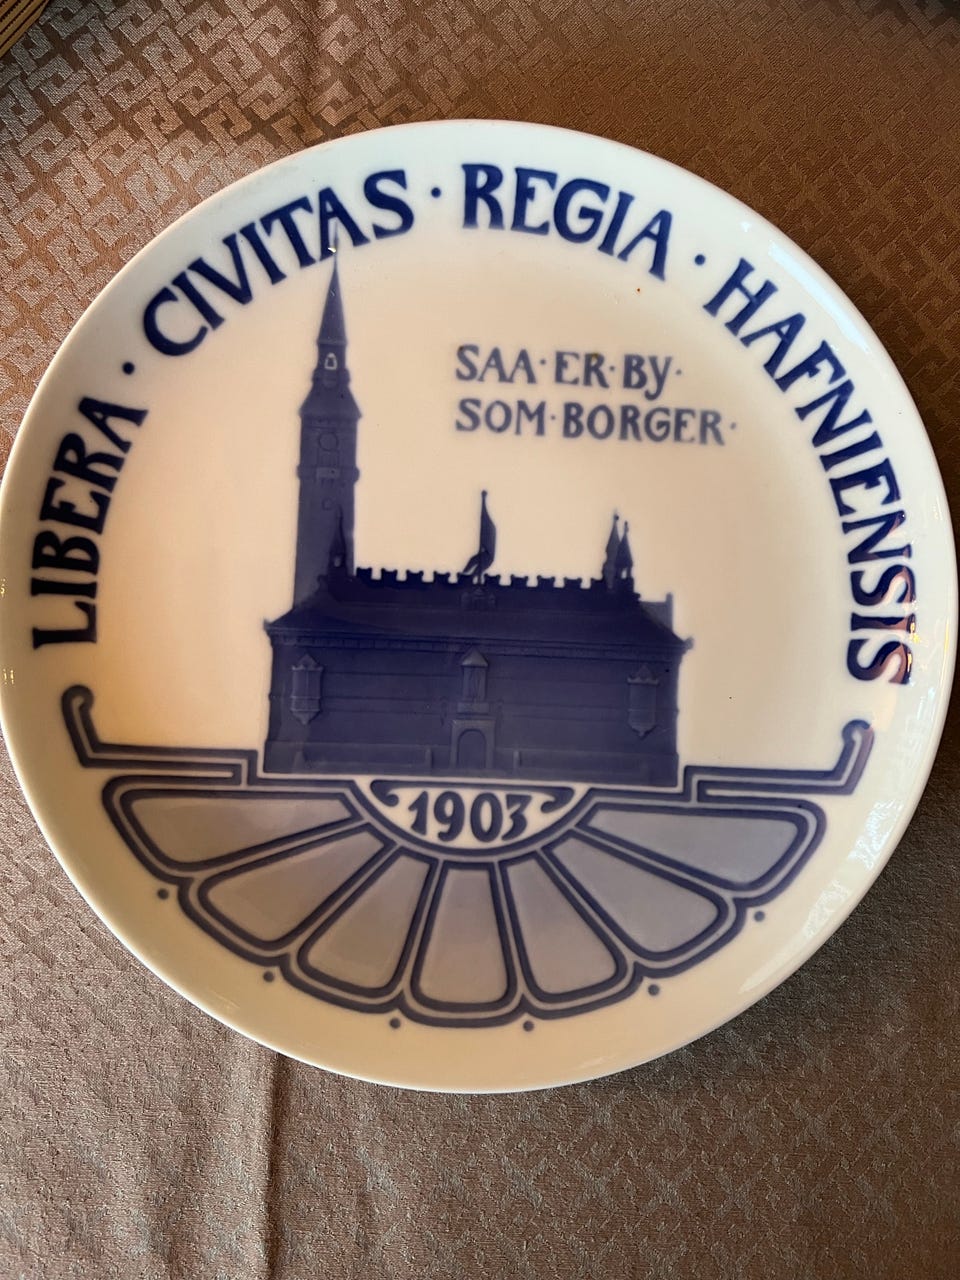 LIBERA · CIVITAS · REGIA · HAFNIENSIS
SAA · ER · BY ·
SOM · BORGER ·
1903